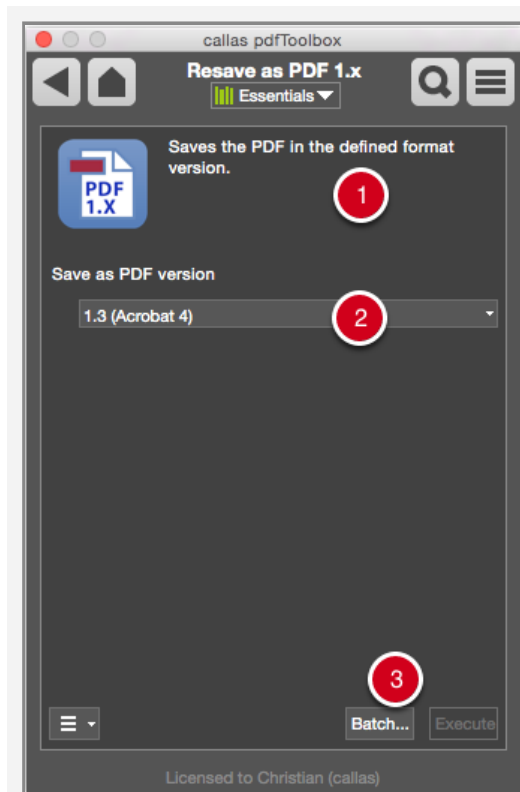 callas pdfToolbox
Resave as PDF 1.x
Essentials
Saves the PDF in the defined format
version.
PDF
1.X
1
Save as PDF version
1.3 (Acrobat 4)
2
3
Batch...
Execute
Licensed to Christian (callas)